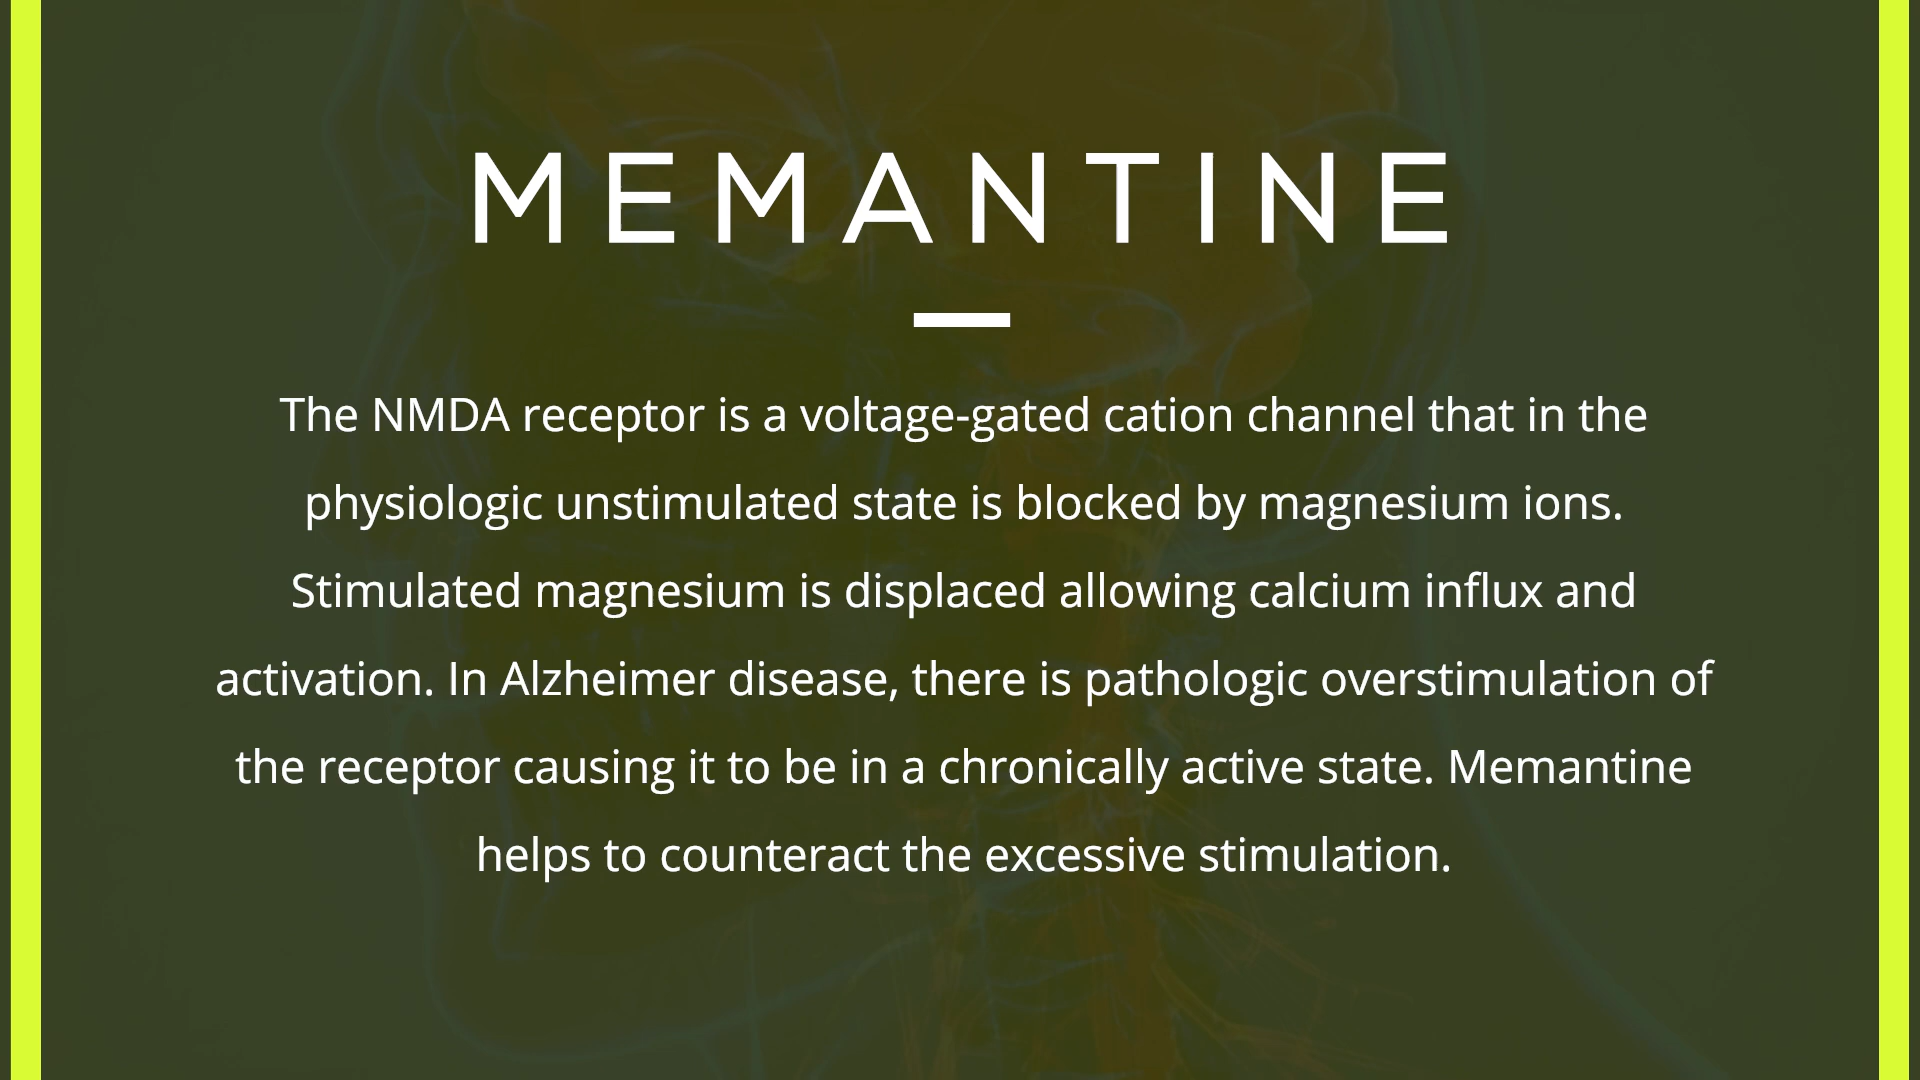 MEMANTINE
The NMDA receptor is a voltage-gated cation channel that in the
physiologic unstimulated state is blocked by magnesium ions.
Stimulated magnesium is displaced allowing calcium influx and
activation. In Alzheimer disease, there is pathologic overstimulation of
the receptor causing it to be in a chronically active state. Memantine
helps to counteract the excessive stimulation.